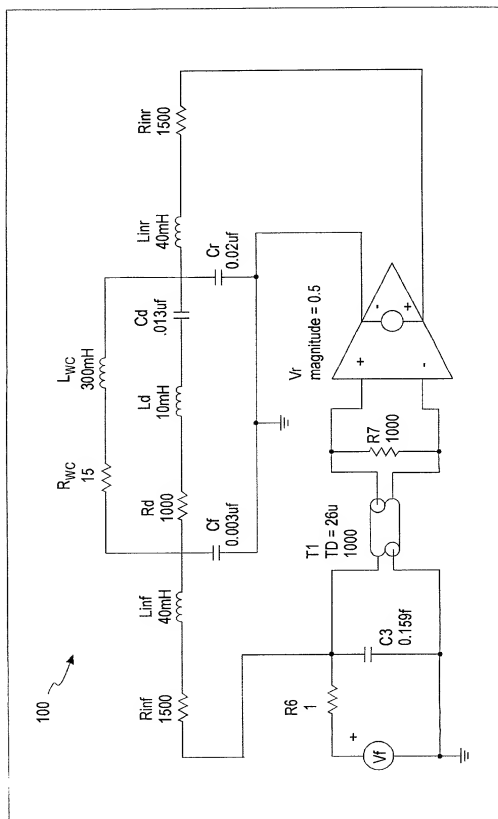 100
Rinf
1500
Linf
40mH
RWC
15
LWC
300mH
Rd
1000
Ld
10mH
Cd
.013uf
Linr
40mH
Rinr
1500
Cf
0.003uf
Cr
0.02uf
Vf
+
R6
1
C3
0.159f
T1
TD = 26u
1000
R7
1000
Vr
magnitude = 0.5
+
-
-
+